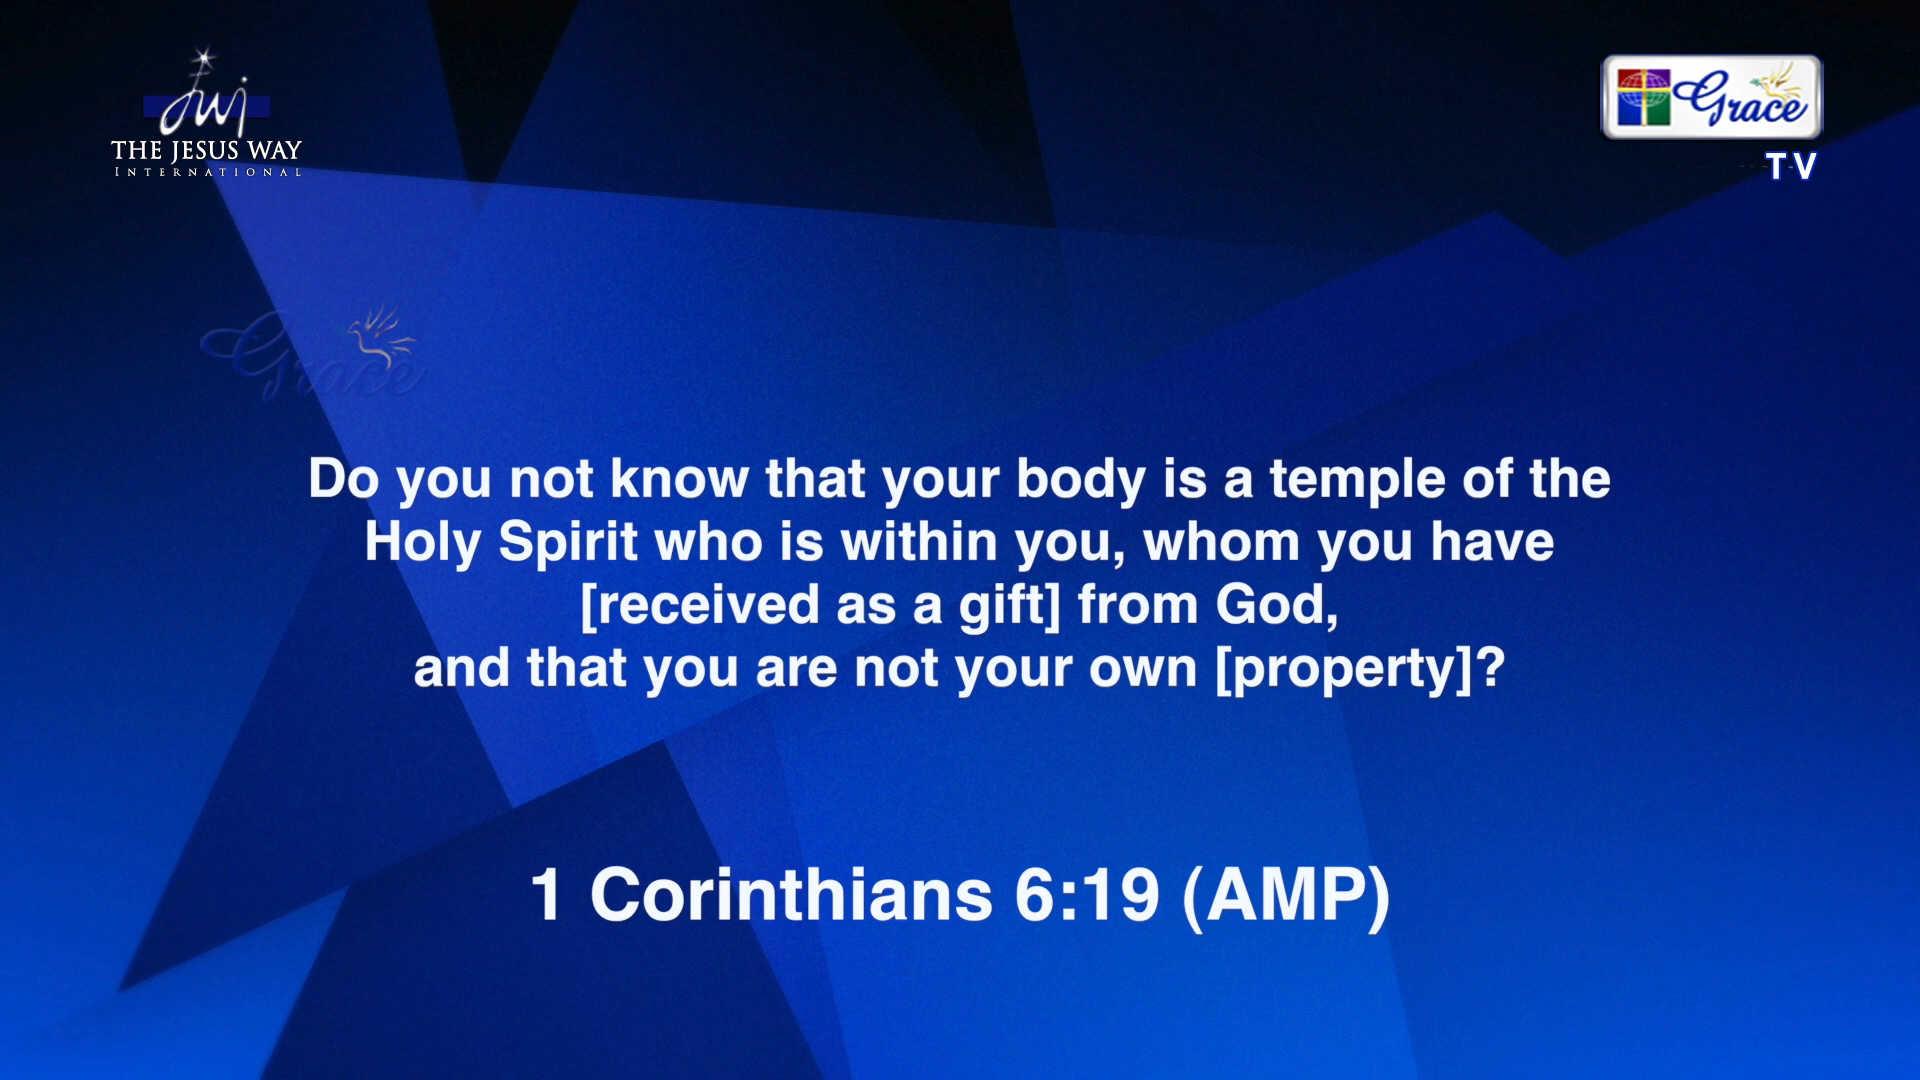 jwi
THE JESUS WAY
INTERNATIONAL
Grace
TV
Grace
Do you not know that your body is a temple of the
Holy Spirit who is within you, whom you have
[received as a gift] from God,
and that you are not your own [property]?
1 Corinthians 6:19 (AMP)